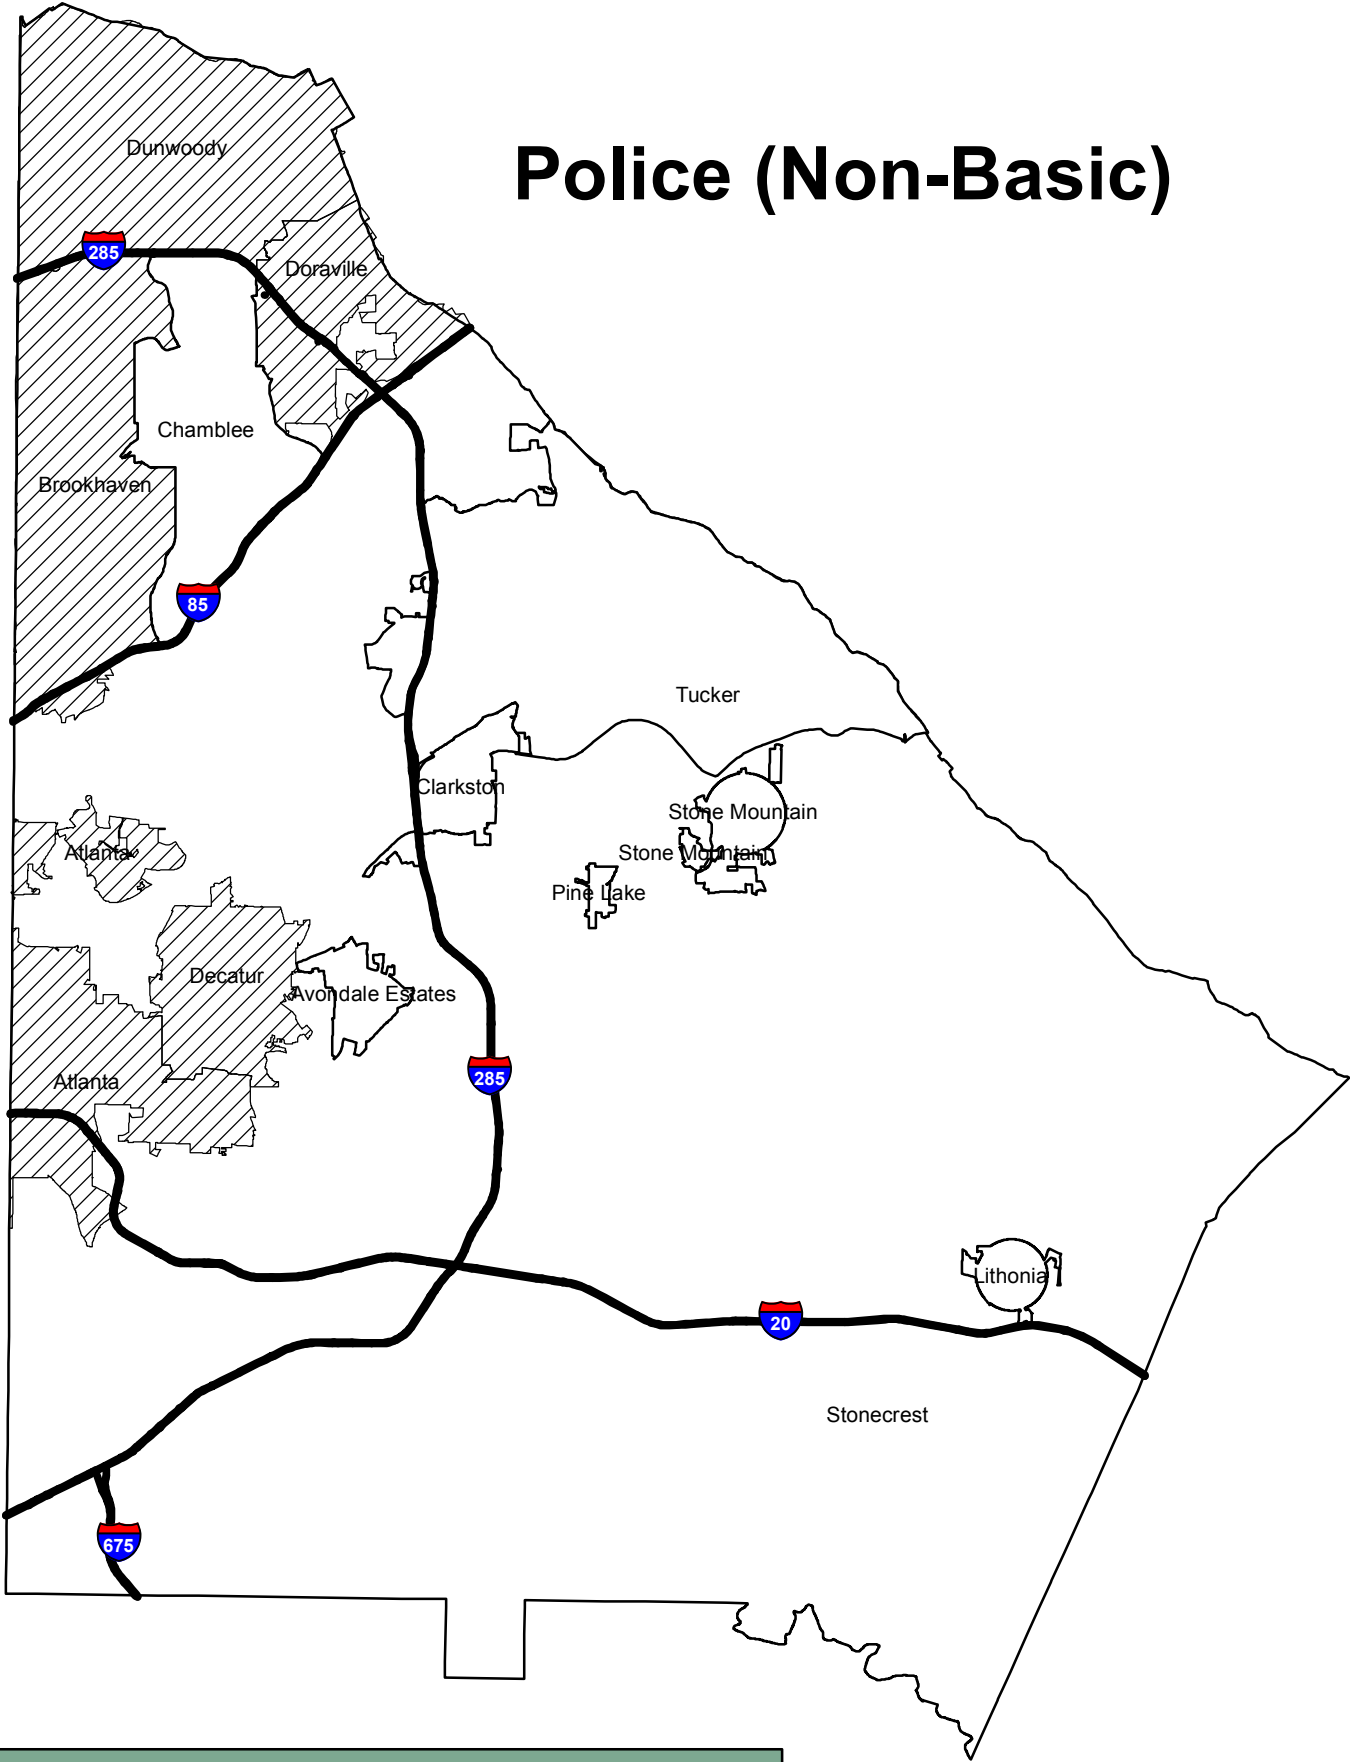 Police (Non-Basic)
Dunwoody
285
Doraville
Chamblee
Brookhaven
85
Tucker
Clarkston
Stone Mountain
Stone Mountain
Atlanta
Pine Lake
Decatur
Avondale Estates
285
Atlanta
Lithonia
20
Stonecrest
675